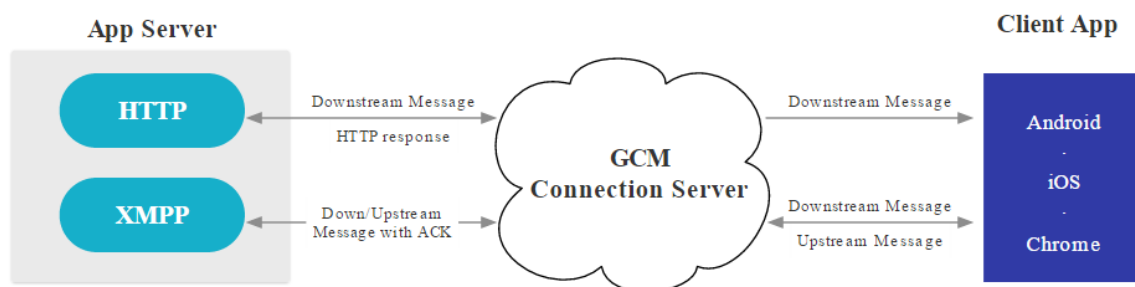 App Server
HTTP
XMPP
Downstream Message
HTTP response
Down/Upstream
Message with ACK
GCM
Connection Server
Downstream Message
Downstream Message
Upstream Message
Client App
Android
.
iOS
.
Chrome